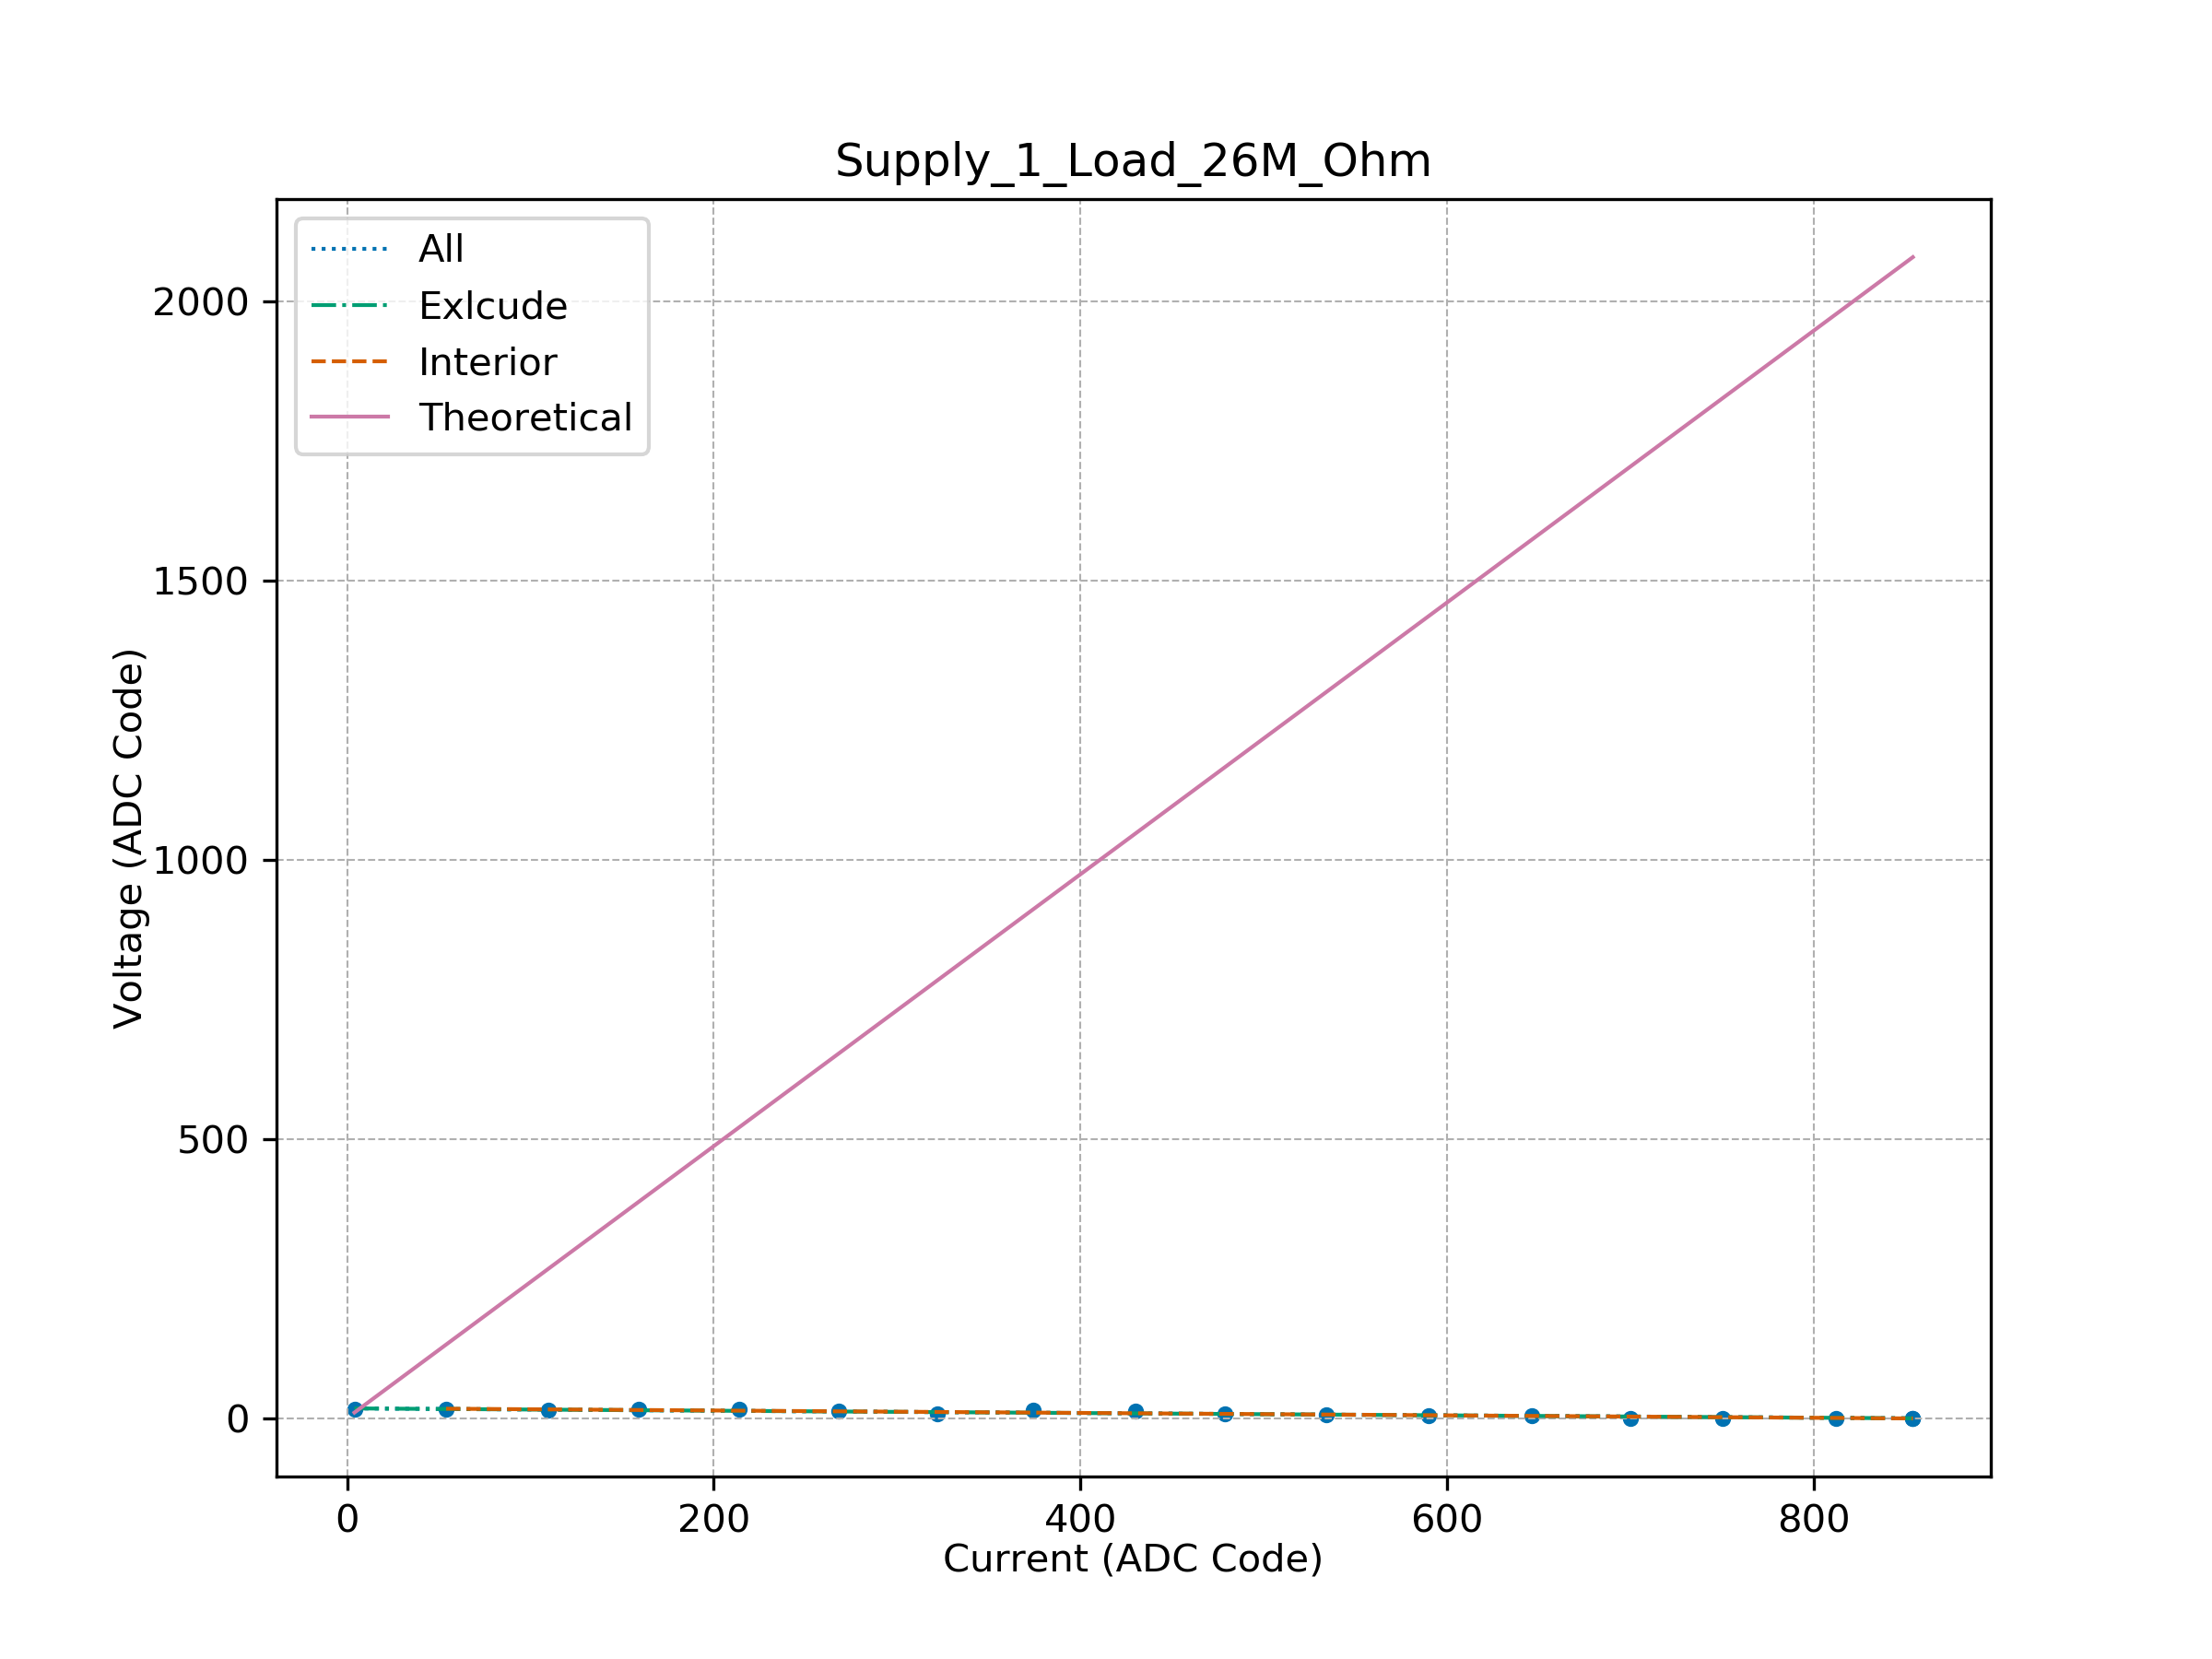 Supply_1_Load_26M_Ohm
All
Exlcude
Interior
Theoretical
2000
1500
1000
500
0
Voltage (ADC Code)
0 200 400 600 800
Current (ADC Code)